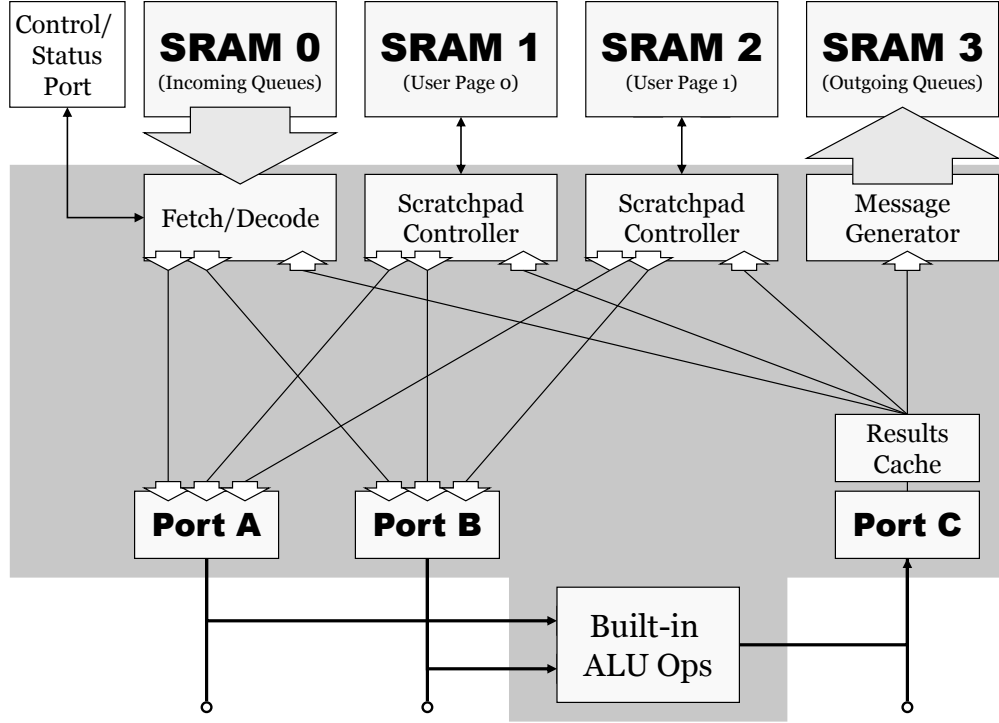 Control/
Status
Port
SRAM 0
(Incoming Queues)
SRAM 1
(User Page 0)
SRAM 2
(User Page 1)
SRAM 3
(Outgoing Queues)
Fetch/Decode
Scratchpad
Controller
Scratchpad
Controller
Message
Generator
Results
Cache
Port A
Port B
Port C
Built-in
ALU Ops